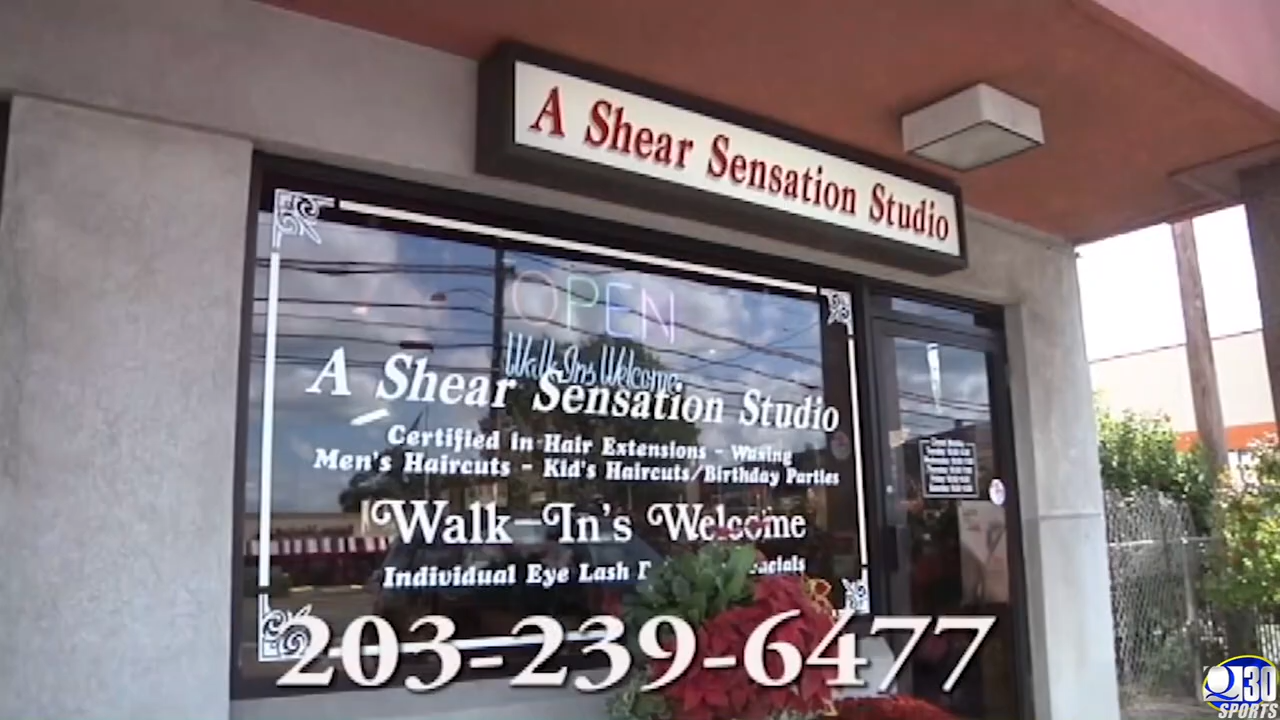 A Shear Sensation Studio
OPEN
Walk Ins Welcome
A Shear Sensation Studio
Certified in Hair Extensions - Waxing
Men's Haircuts - Kid's Haircuts/Birthday Parties
Walk-In's Welcome
Individual Eye Lash
203-239-6477
Q30
SPORTS